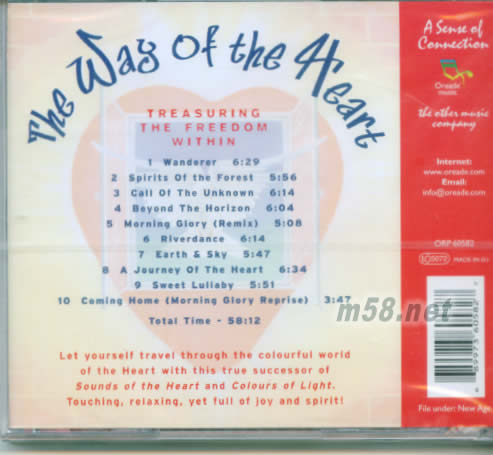 The Way of the Heart
TREASURING
THE FREEDOM
WITHIN
1 Wanderer 6:29
2 Spirits of the Forest 5:56
3 Call Of The Unknown 6:14
4 Beyond The Horizon 6:04
5 Morning Glory (Remix) 5:08
6 Riverdance 6:14
7 Earth & Sky 5:47
8 A Journey Of The Heart 6:34
9 Sweet Lullaby 5:51
10 Coming Home (Morning Glory Reprise) 3:47
Total Time - 58:12
Let yourself travel through the colourful world
of the Heart with this true successor of
Sounds of the Heart and Colours of Light.
Touching, relaxing, yet full of joy and spirit!
A Sense of
Connection
Oreade
music
the other music
company
Internet:
www.oreade.com
Email:
info@oreade.com
ORP 60582
MADE IN
m58.net
File under: New Age